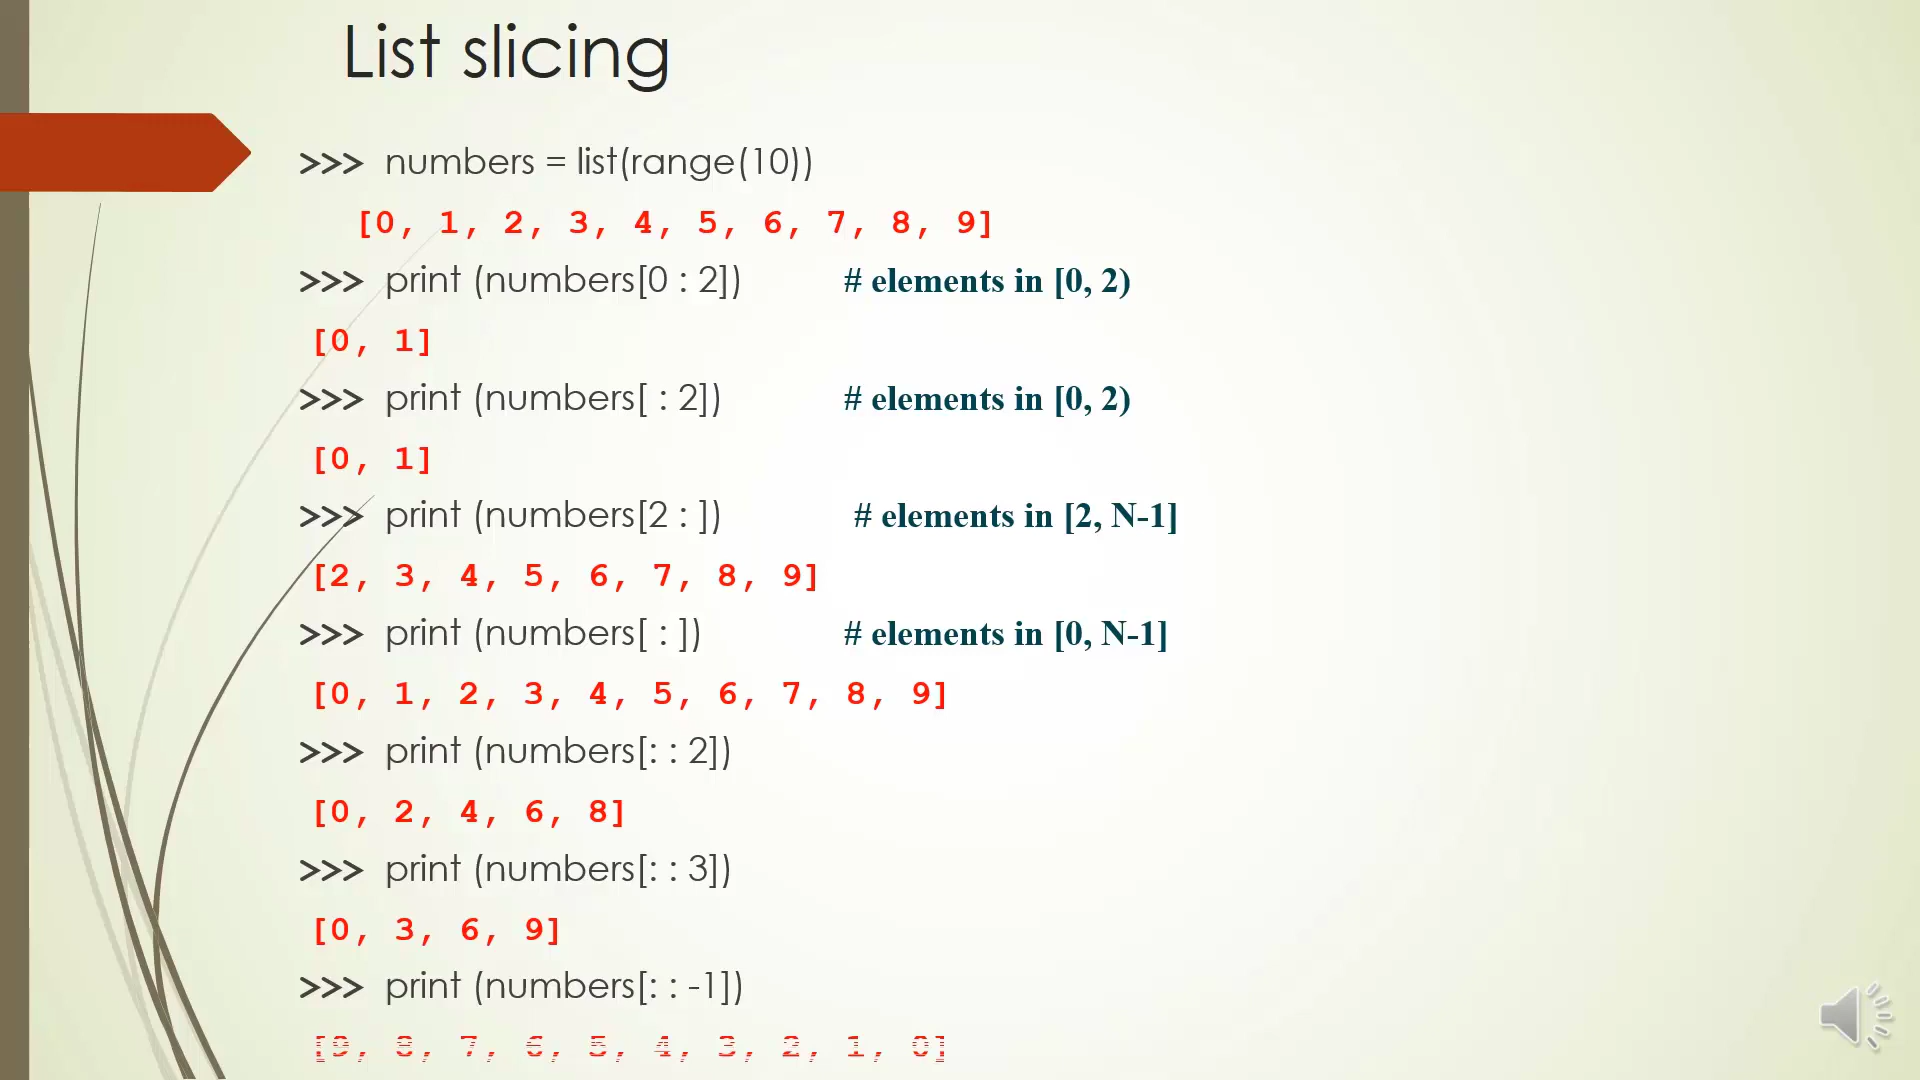 List slicing
>>> numbers = list(range(10))
[0, 1, 2, 3, 4, 5, 6, 7, 8, 9]
>>> print (numbers[0 : 2]) # elements in [0, 2)
[0, 1]
>>> print (numbers[ : 2]) # elements in [0, 2)
[0, 1]
>>> print (numbers[2 : ]) # elements in [2, N-1]
[2, 3, 4, 5, 6, 7, 8, 9]
>>> print (numbers[ : ]) # elements in [0, N-1]
[0, 1, 2, 3, 4, 5, 6, 7, 8, 9]
>>> print (numbers[: : 2])
[0, 2, 4, 6, 8]
>>> print (numbers[: : 3])
[0, 3, 6, 9]
>>> print (numbers[: : -1])
[9, 8, 7, 6, 5, 4, 3, 2, 1, 0]